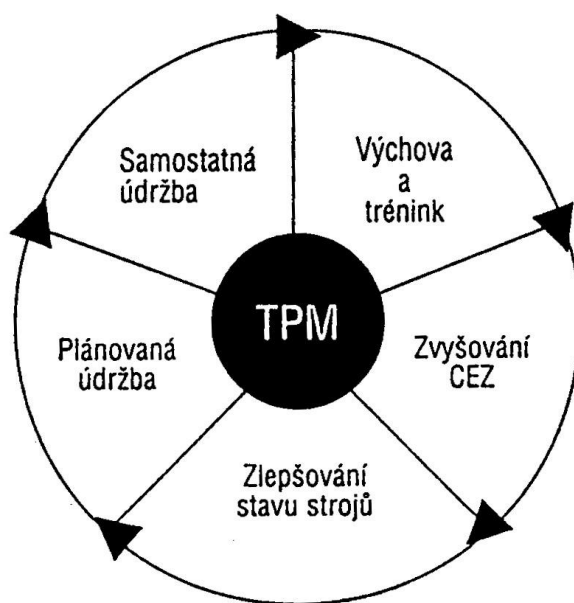 Samostatná
údržba
Výchova
a
trénink
TPM
Plánovaná
údržba
Zvyšování
CEZ
Zlepšování
stavu strojů